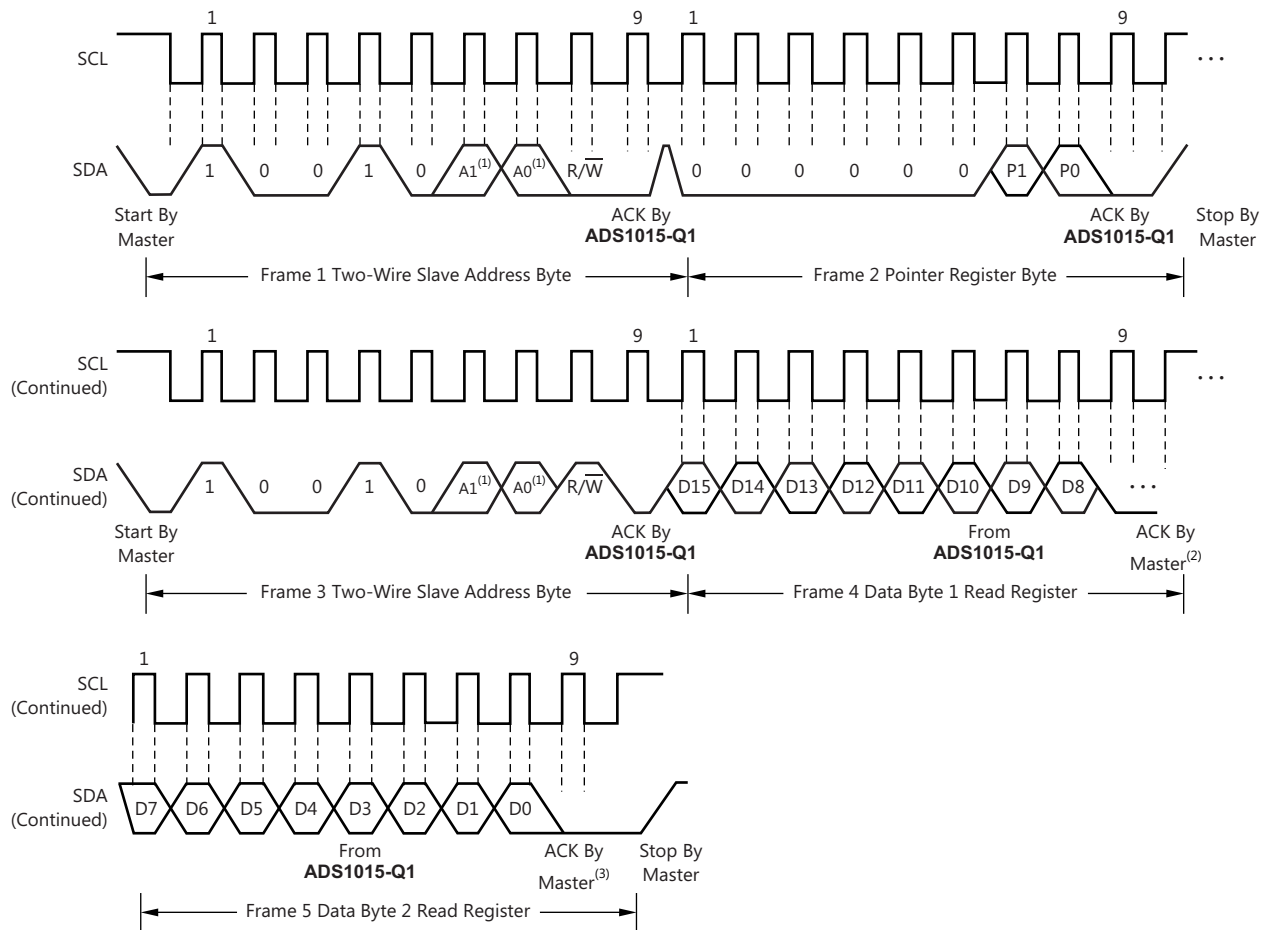 1 9 1 9
SCL
...
SDA
1 0 0 1 0 A1(1) A0(1) R/W 0 0 0 0 0 0 P1 P0
Start By
Master
ACK By
ADS1015-Q1
ACK By
ADS1015-Q1
Stop By
Master
Frame 1 Two-Wire Slave Address Byte
Frame 2 Pointer Register Byte
1 9 1 9
SCL
(Continued)
...
SDA
(Continued)
1 0 0 1 0 A1(1) A0(1) R/W D15 D14 D13 D12 D11 D10 D9 D8 ...
Start By
Master
ACK By
ADS1015-Q1
From
ADS1015-Q1
ACK By
Master(2)
Frame 3 Two-Wire Slave Address Byte
Frame 4 Data Byte 1 Read Register
1 9
SCL
(Continued)
SDA
(Continued)
D7 D6 D5 D4 D3 D2 D1 D0
From
ADS1015-Q1
ACK By
Master(3)
Stop By
Master
Frame 5 Data Byte 2 Read Register